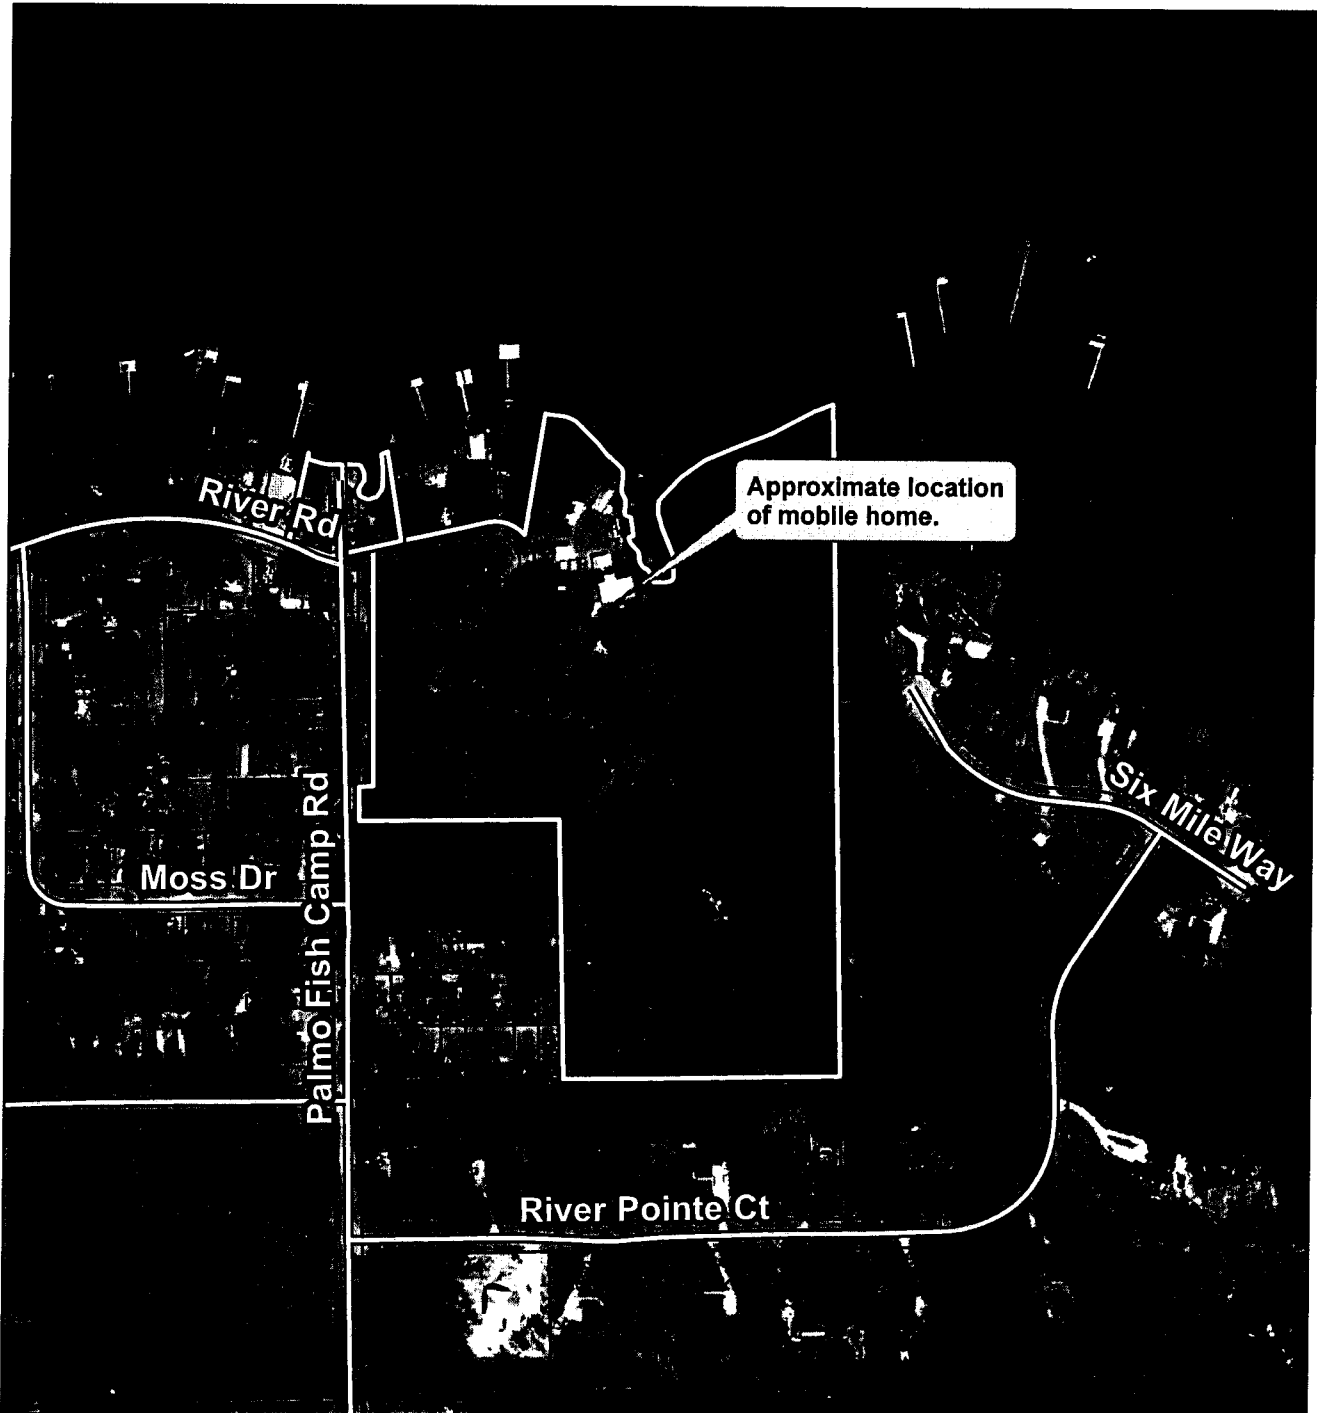 Approximate location
of mobile home.
River Rd
Six Mile Way
Moss Dr
Palmo Fish Camp Rd
River Pointe Ct